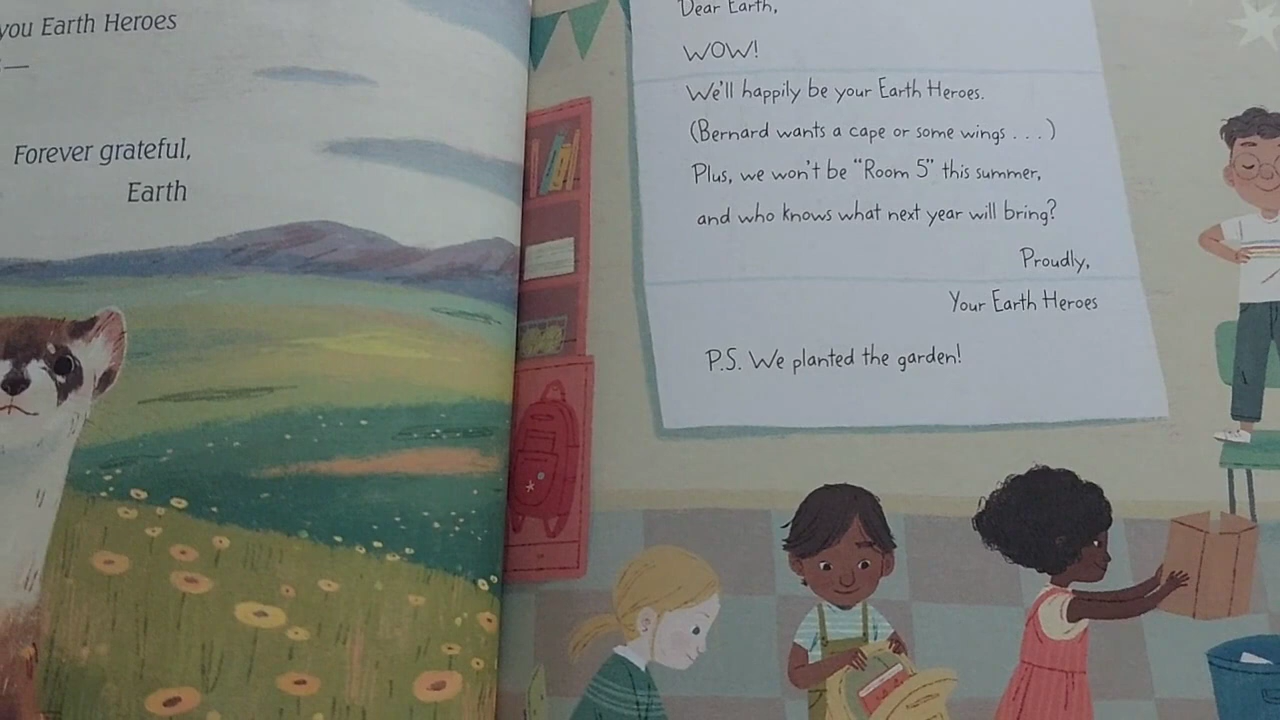 you Earth Heroes
—
Forever grateful,
Earth
Dear Earth,
WOW!
We'll happily be your Earth Heroes.
(Bernard wants a cape or some wings . . .)
Plus, we won't be "Room 5" this summer,
and who knows what next year will bring?
Proudly,
Your Earth Heroes
P.S. We planted the garden!